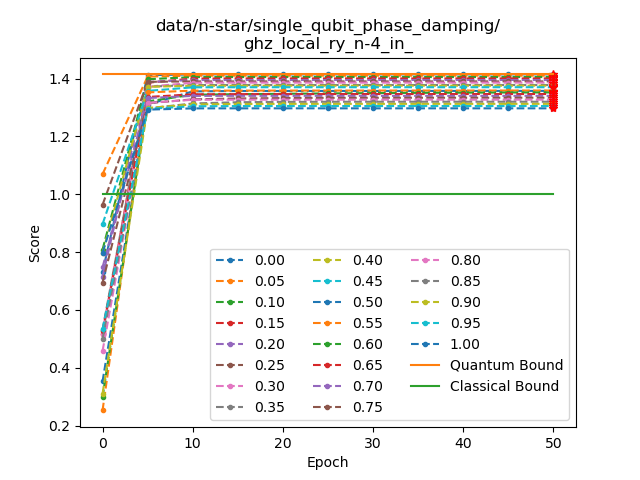 data/n-star/single_qubit_phase_damping/
ghz_local_ry_n-4_in_
1.4
1.2
1.0
0.8
0.6
0.4
0.2
Score
0 10 20 30 40 50
Epoch
0.00 0.40 0.80
0.05 0.45 0.85
0.10 0.50 0.90
0.15 0.55 0.95
0.20 0.60 1.00
0.25 0.65 Quantum Bound
0.30 0.70 Classical Bound
0.35 0.75